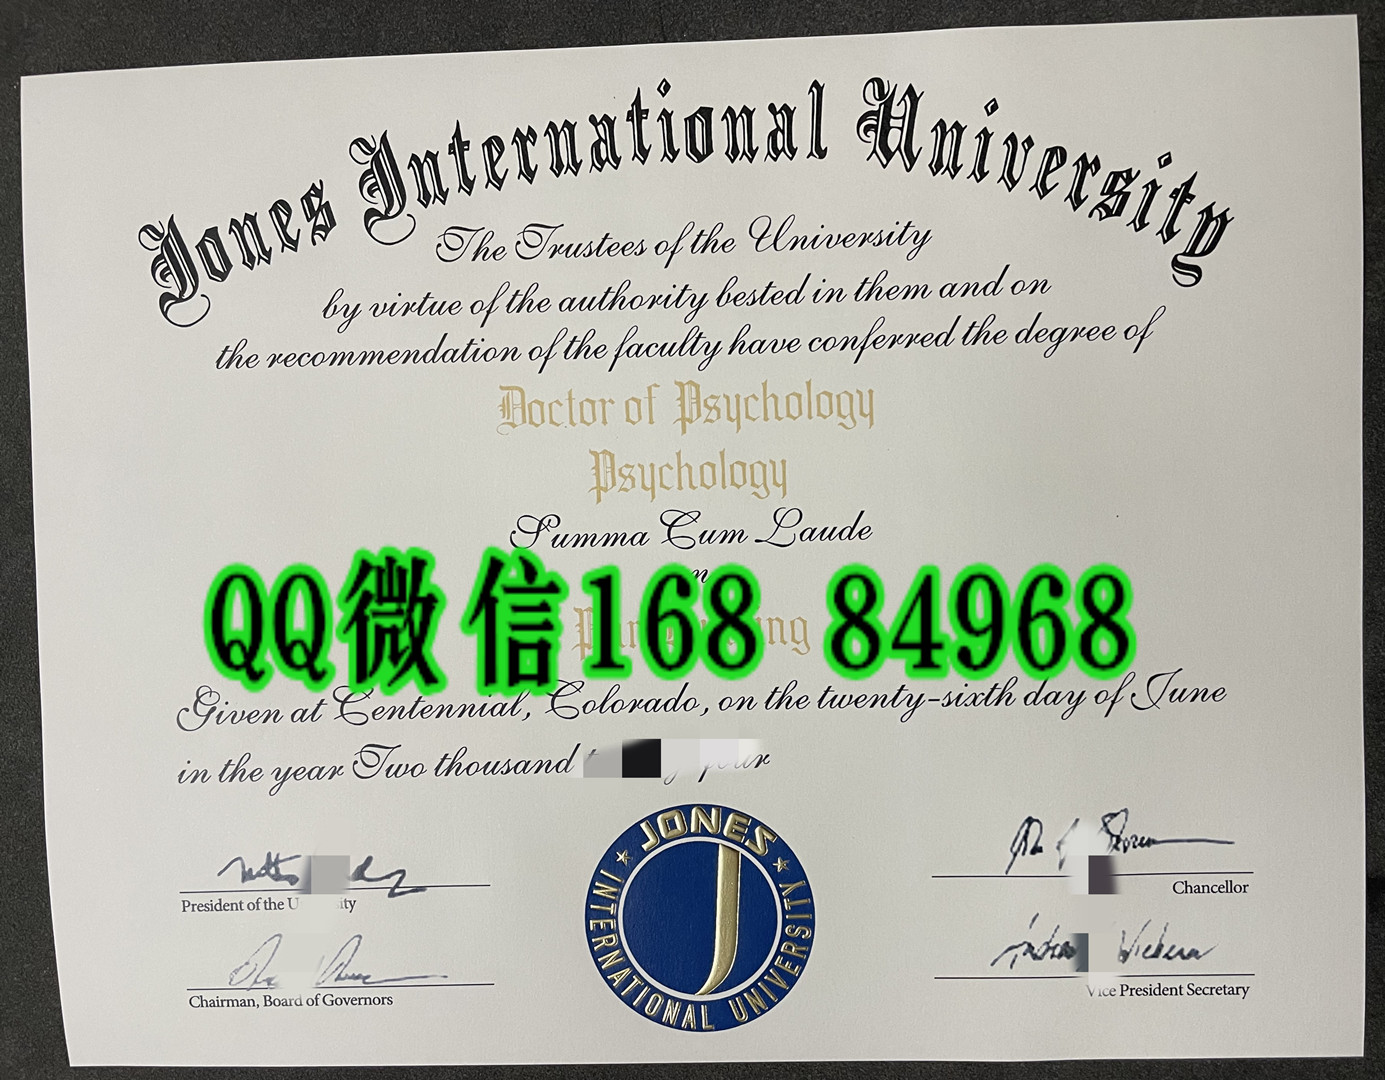 Jones International University
The Trustees of the University
by virtue of the authority bested in them and on
the recommendation of the faculty have conferred the degree of
Doctor of Psychology
Psychology
Summa Cum Laude
QQ微信168 84968
Given at Centennial, Colorado, on the twenty-sixth day of June
in the year Two thousand
President of the
Chancellor
Chairman, Board of Governors
Vice President Secretary
JONES
INTERNATIONAL UNIVERSITY
J